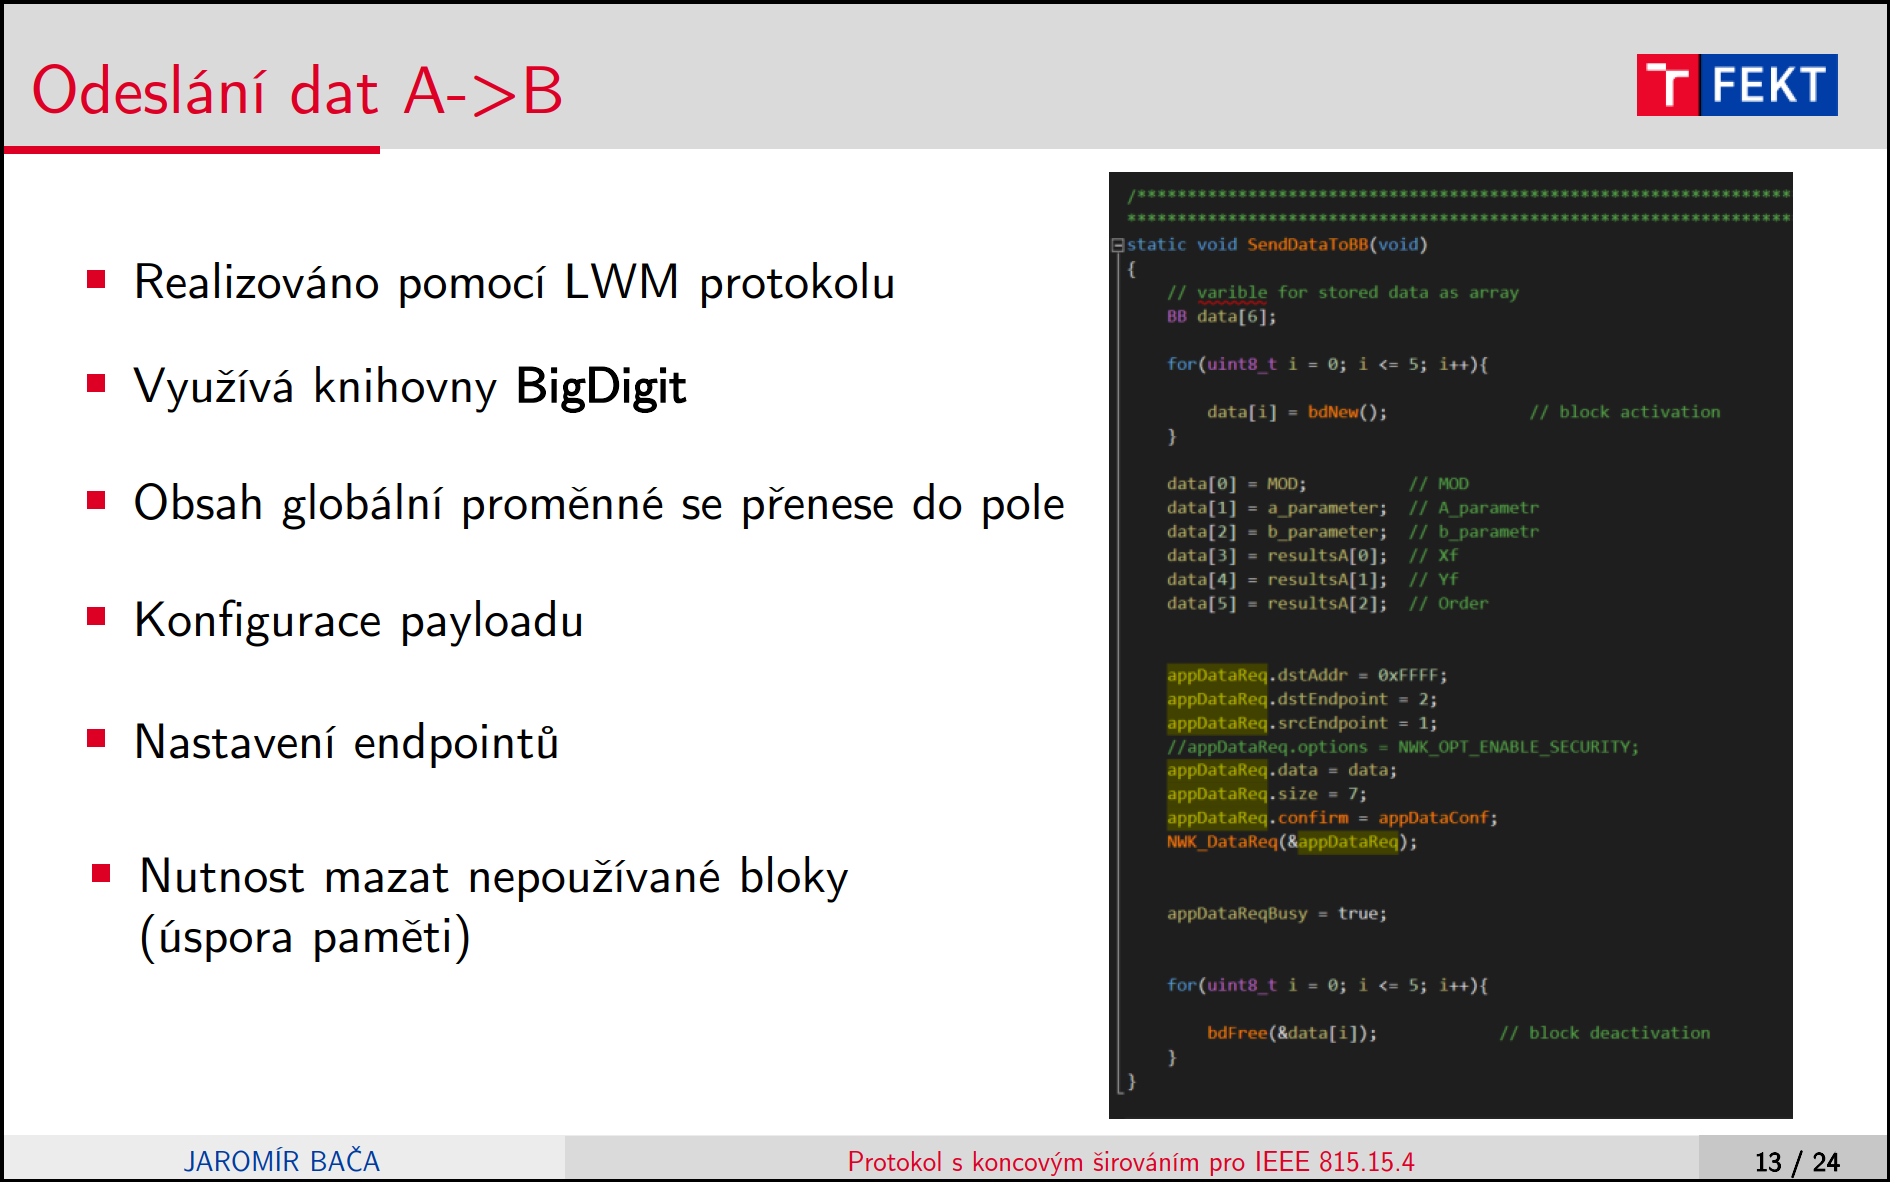 Odeslání dat A->B
FEKT
Realizováno pomocí LWM protokolu
Využívá knihovny BigDigit
Obsah globální proměnné se přenese do pole
Konfigurace payloadu
Nastavení endpointů
Nutnost mazat nepoužívané bloky
(úspora paměti)
/******************************************************************
*******************************************************************
static void SendDataToBB(void)
{
// varible for stored data as array
BB data[6];
for(uint8_t i = 0; i <= 5; i++){
data[i] = bdNew(); // block activation
}
data[0] = MOD; // MOD
data[1] = a_parameter; // A_parametr
data[2] = b_parameter; // b_parametr
data[3] = resultsA[0]; // Xf
data[4] = resultsA[1]; // Yf
data[5] = resultsA[2]; // Order
appDataReq.dstAddr = 0xFFFF;
appDataReq.dstEndpoint = 2;
appDataReq.srcEndpoint = 1;
//appDataReq.options = NWK_OPT_ENABLE_SECURITY;
appDataReq.data = data;
appDataReq.size = 7;
appDataReq.confirm = appDataConf;
NWK_DataReq(&appDataReq);
appDataReqBusy = true;
for(uint8_t i = 0; i <= 5; i++){
bdFree(&data[i]); // block deactivation
}
}
JAROMÍR BAČA
Protokol s koncovým širováním pro IEEE 815.15.4
13 / 24